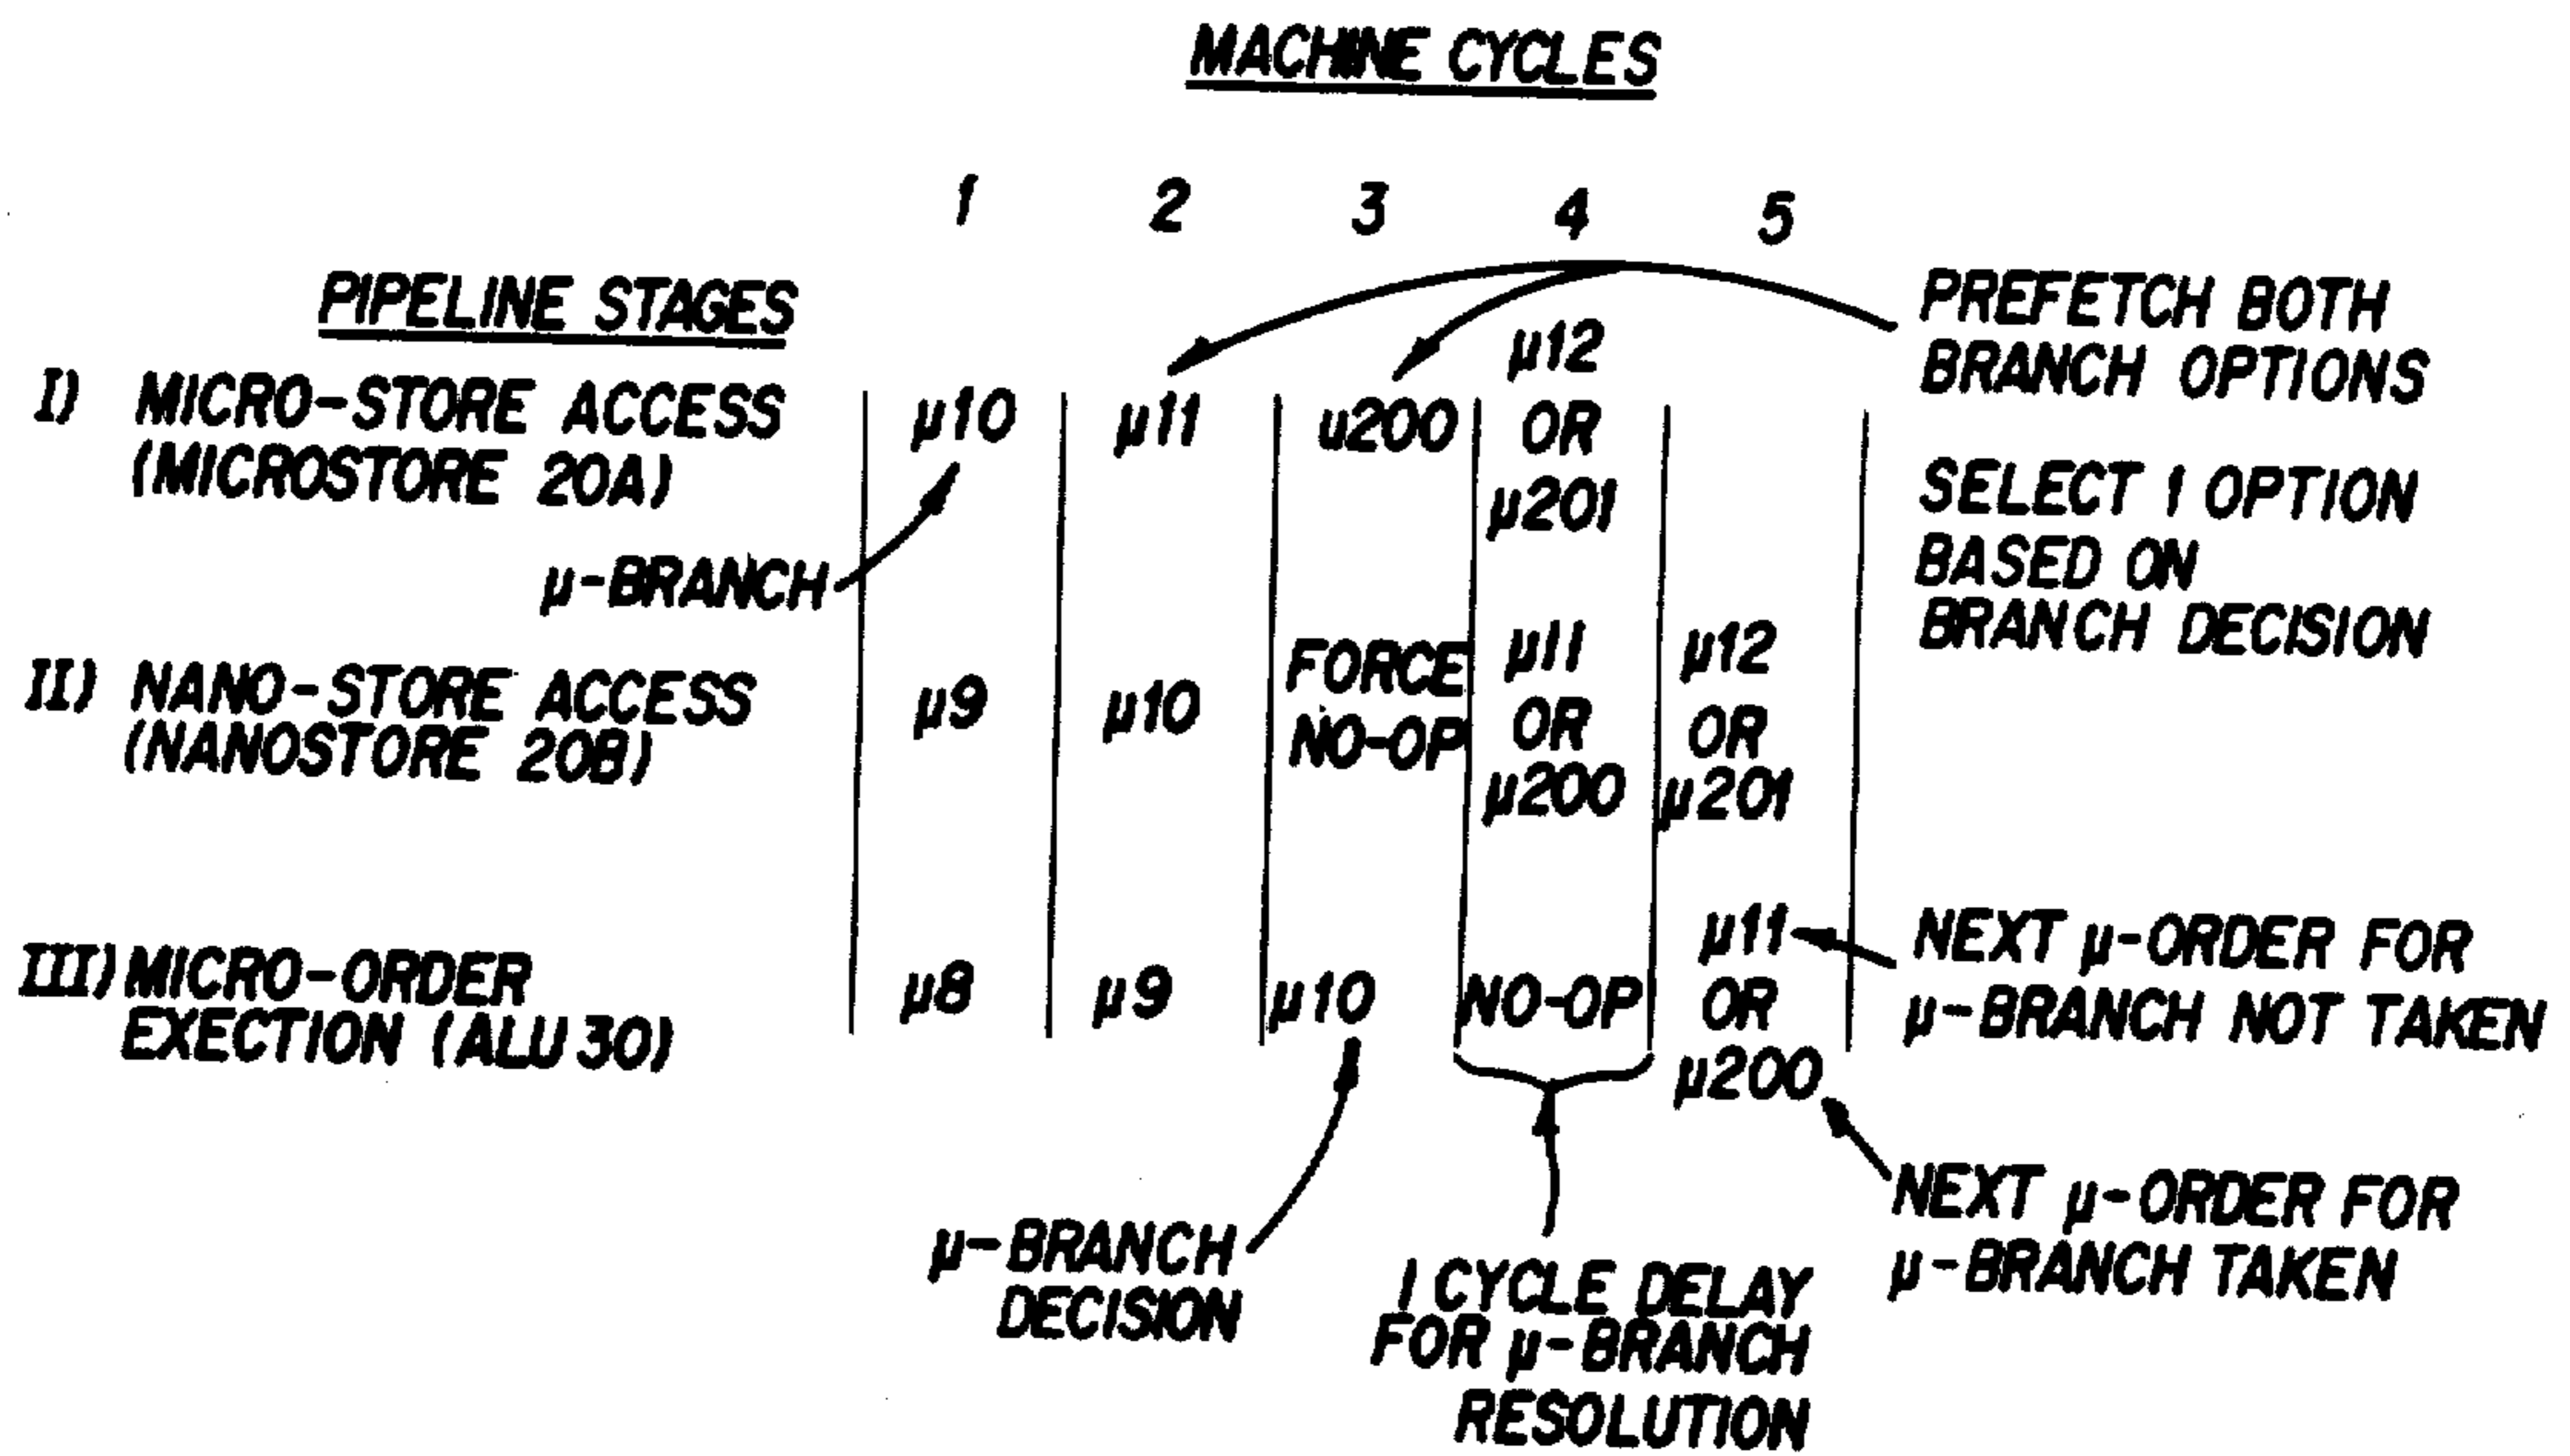 MACHINE CYCLES
1 2 3 4 5
PIPELINE STAGES
I) MICRO-STORE ACCESS
(MICROSTORE 20A)
µ10
µ11
u200
µ12
OR
µ201
PREFETCH BOTH
BRANCH OPTIONS
SELECT 1 OPTION
BASED ON
BRANCH DECISION
µ-BRANCH
II) NANO-STORE ACCESS
(NANOSTORE 20B)
µ9
µ10
FORCE
NO-OP
µ11
OR
µ200
µ12
OR
µ201
III) MICRO-ORDER
EXECTION (ALU 30)
µ8
µ9
µ10
NO-OP
µ11
OR
µ200
NEXT µ-ORDER FOR
µ-BRANCH NOT TAKEN
µ-BRANCH
DECISION
1 CYCLE DELAY
FOR µ-BRANCH
RESOLUTION
NEXT µ-ORDER FOR
µ-BRANCH TAKEN